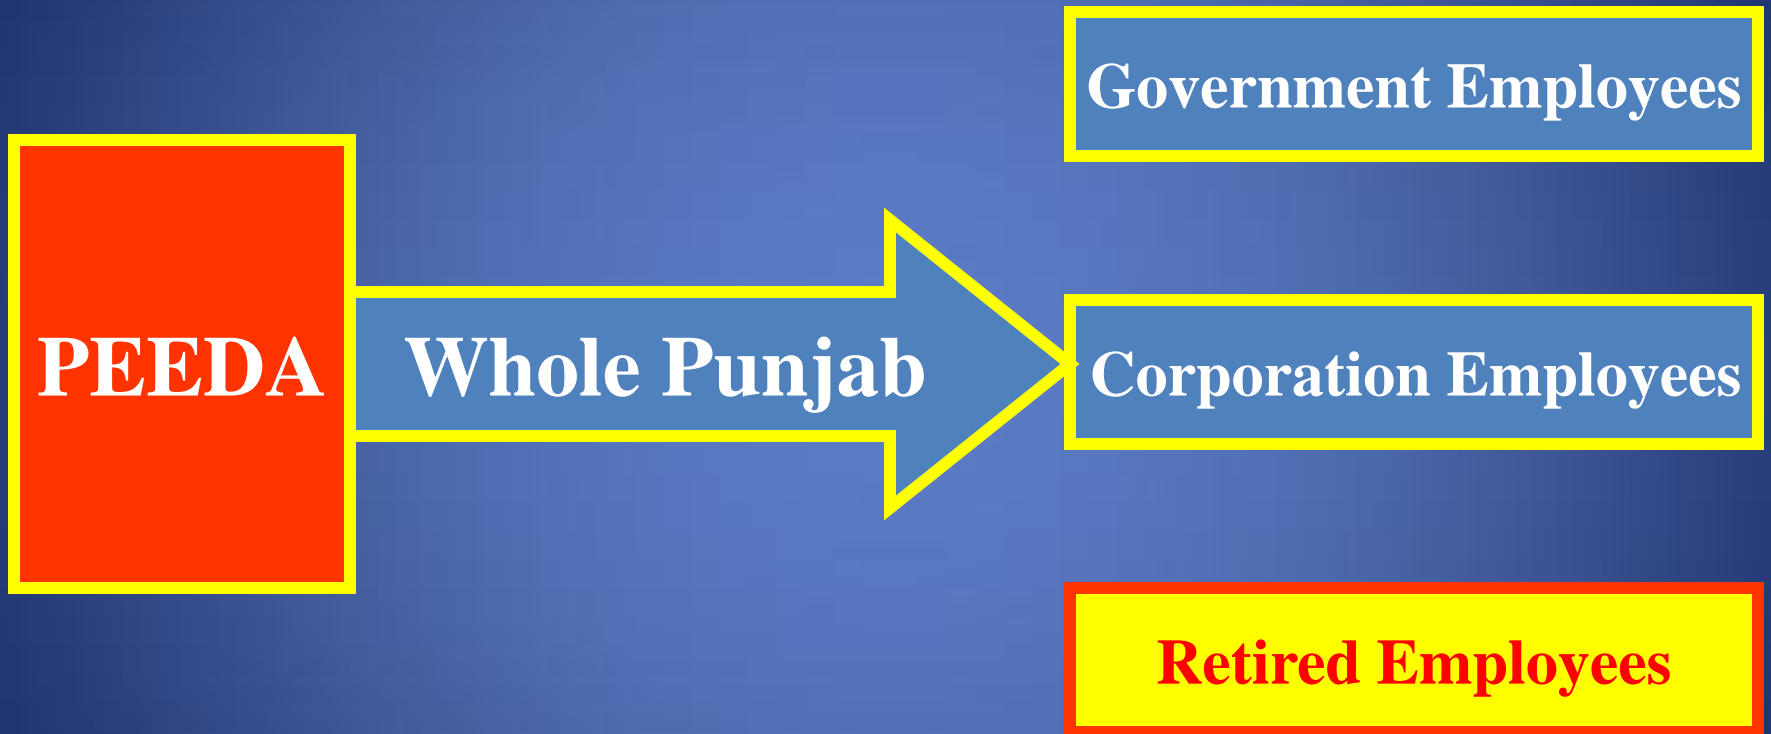 Government Employees
PEEDA
Whole Punjab
Corporation Employees
Retired Employees